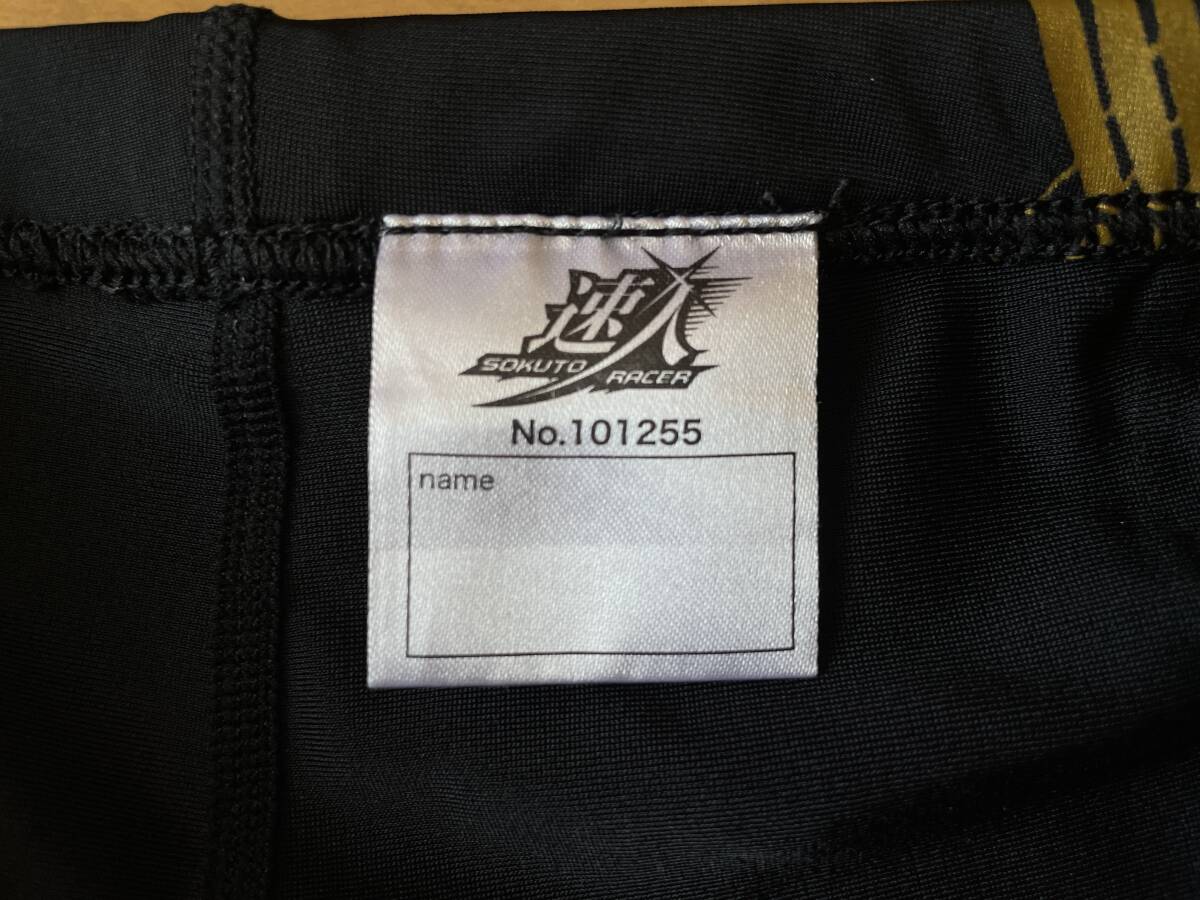 速人
SOKUTO RACER
No.101255
name